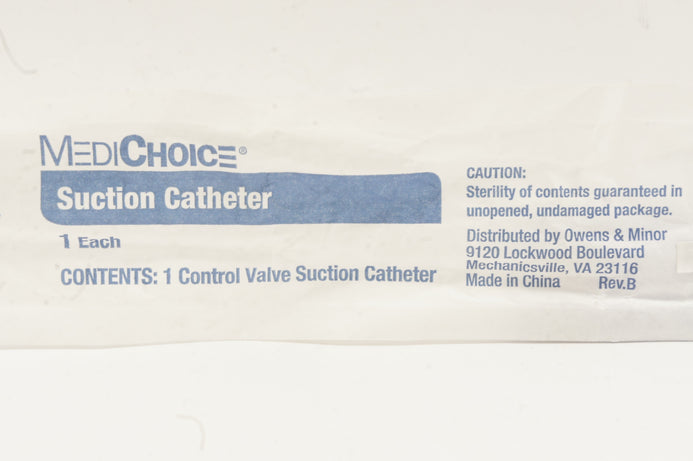 MEDICHOICE®
Suction Catheter
1 Each
CONTENTS: 1 Control Valve Suction Catheter
CAUTION:
Sterility of contents guaranteed in
unopened, undamaged package.
Distributed by Owens & Minor
9120 Lockwood Boulevard
Mechanicsville, VA 23116
Made in China Rev.B